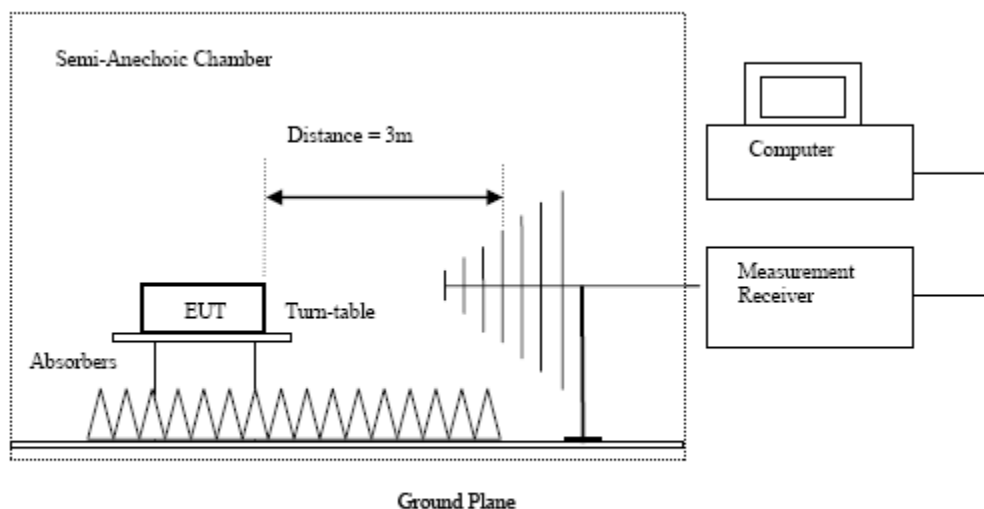 Semi-Anechoic Chamber
Distance = 3m
Computer
Measurement
Receiver
EUT
Turn-table
Absorbers
Ground Plane